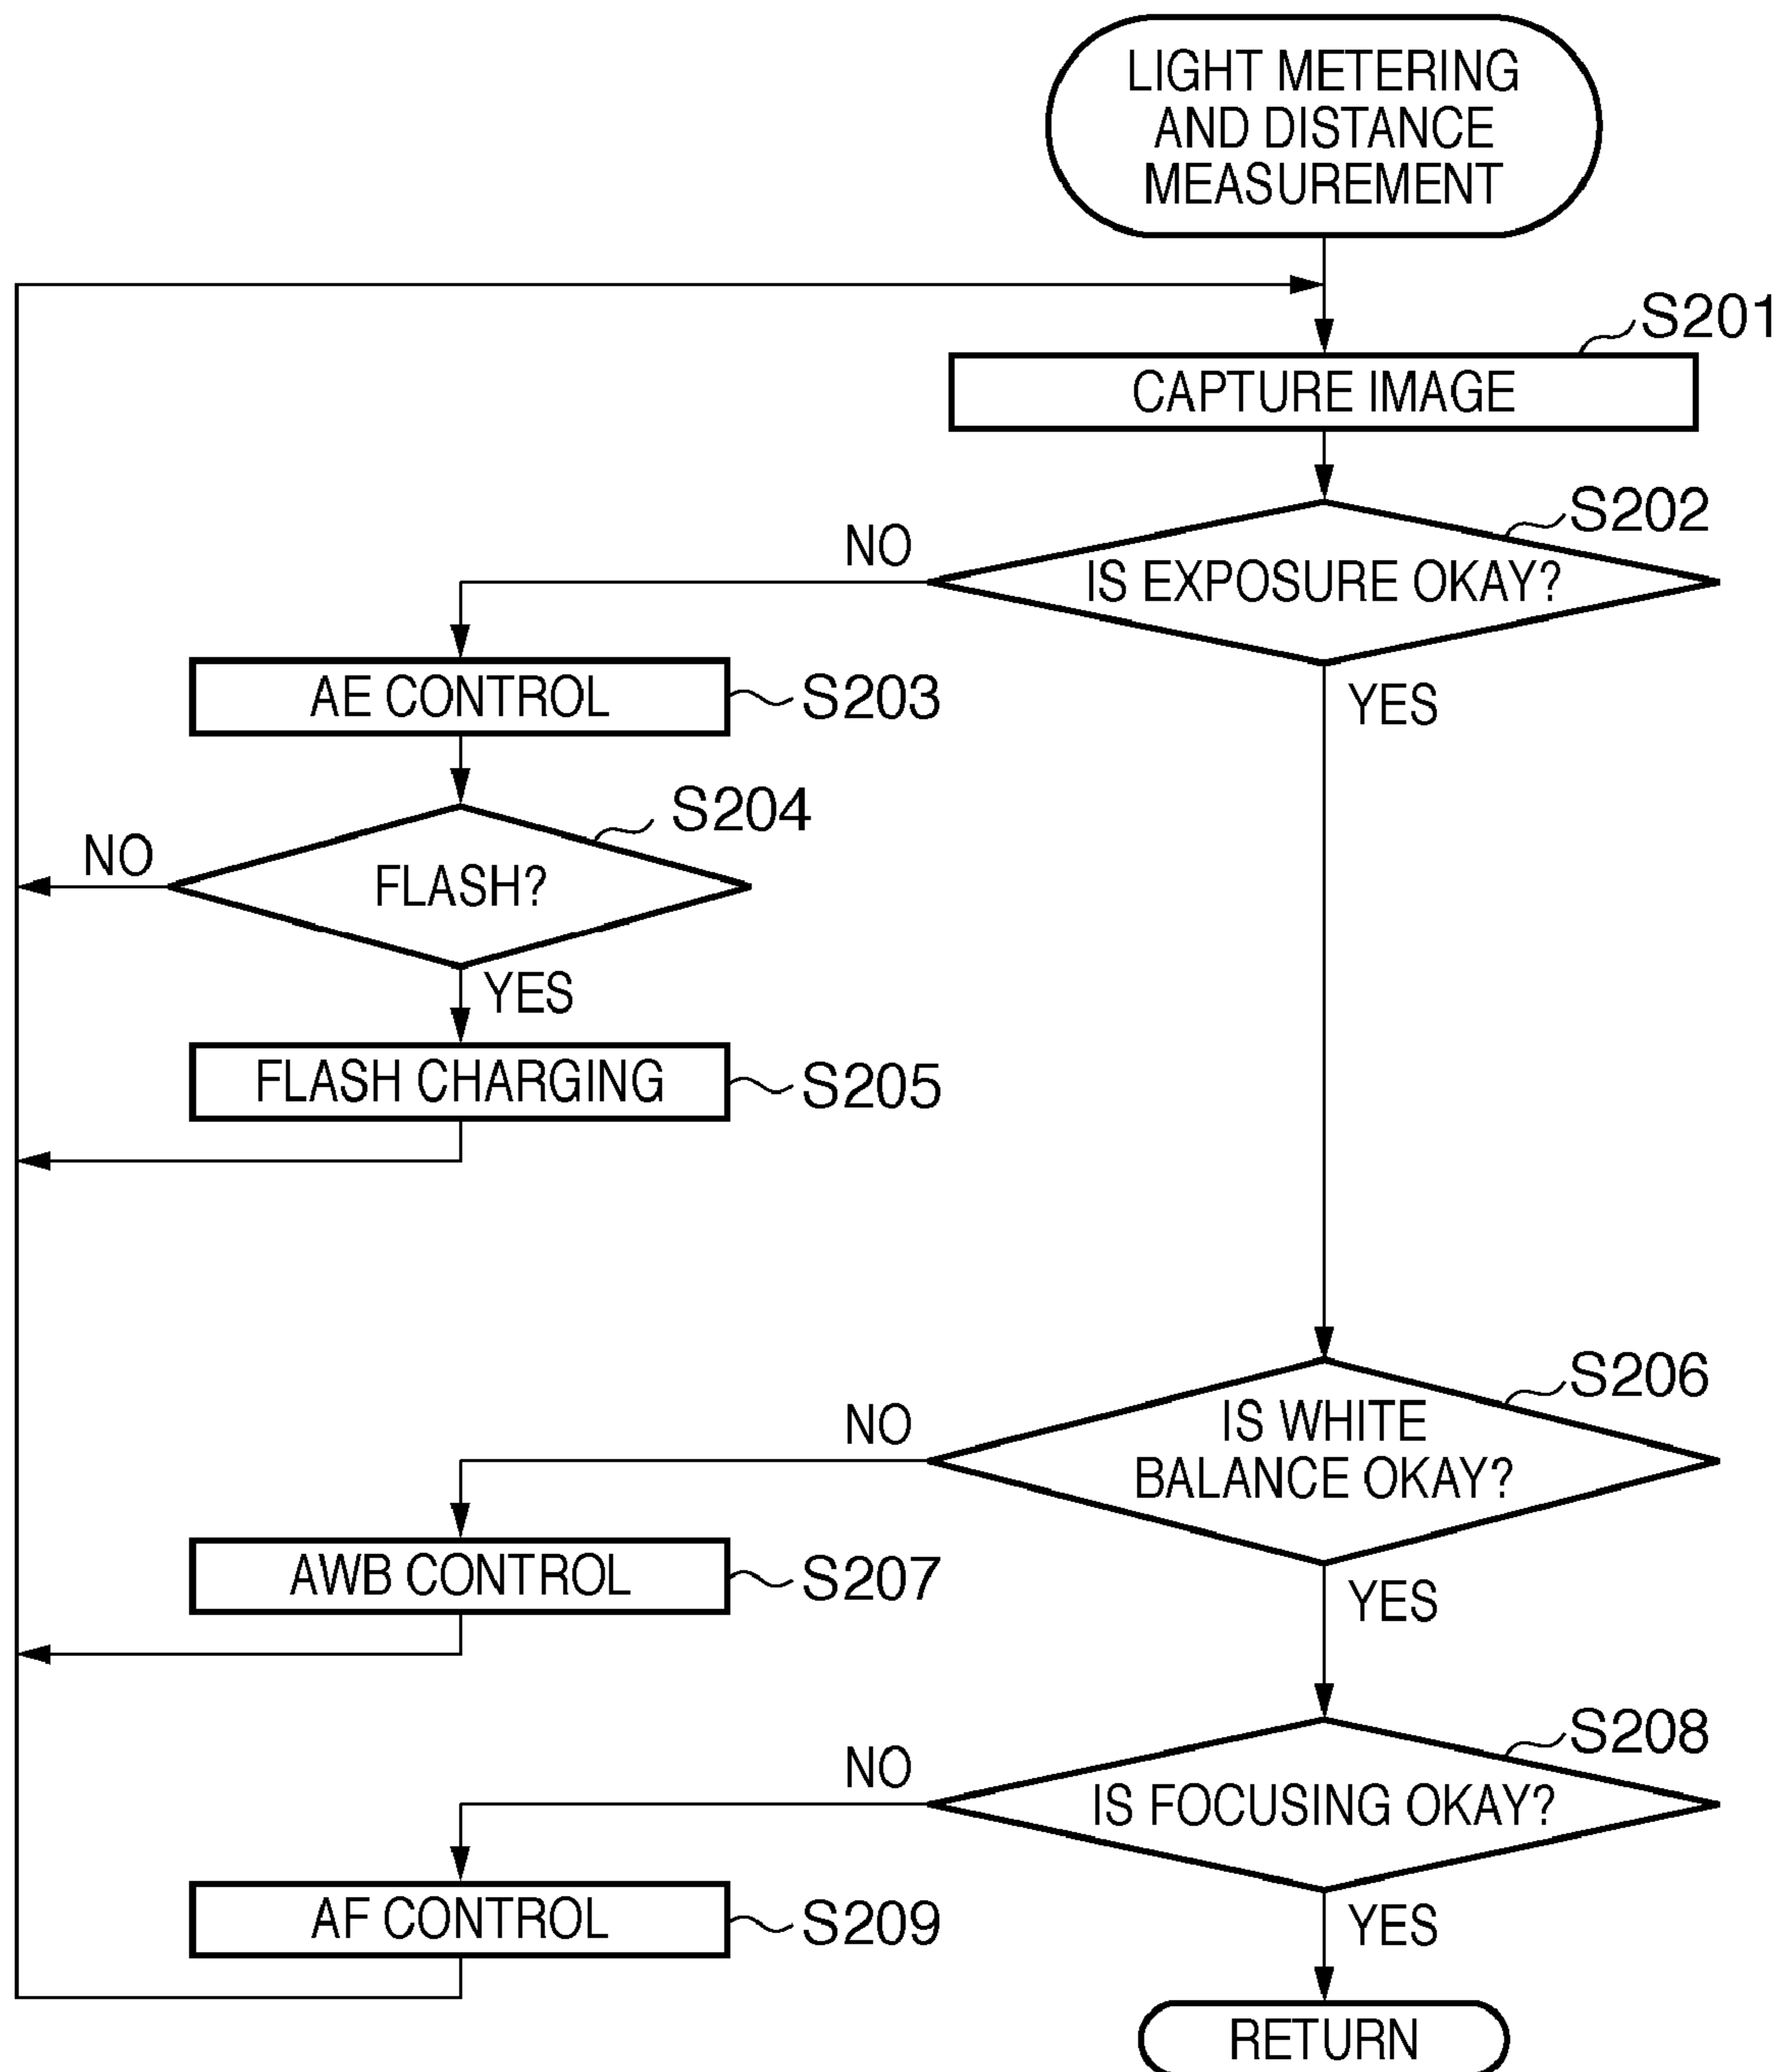 LIGHT METERING
AND DISTANCE
MEASUREMENT
S201
CAPTURE IMAGE
S202
NO
IS EXPOSURE OKAY?
YES
AE CONTROL
S203
S204
NO
FLASH?
YES
FLASH CHARGING
S205
S206
NO
IS WHITE
BALANCE OKAY?
YES
AWB CONTROL
S207
S208
NO
IS FOCUSING OKAY?
YES
AF CONTROL
S209
RETURN